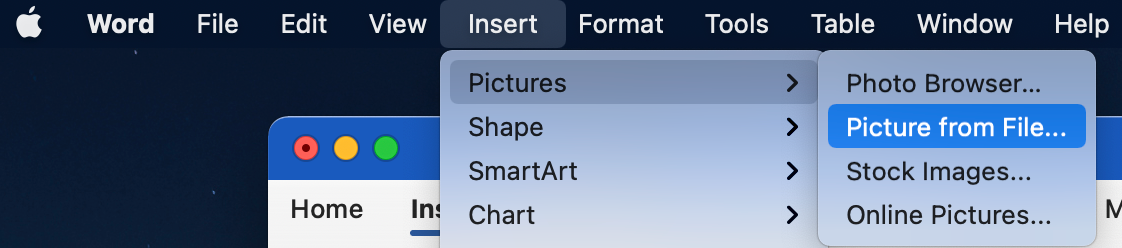 Word File Edit View Insert Format Tools Table Window Help
Pictures
Shape
SmartArt
Chart
Photo Browser...
Picture from File...
Stock Images...
Online Pictures...
Home